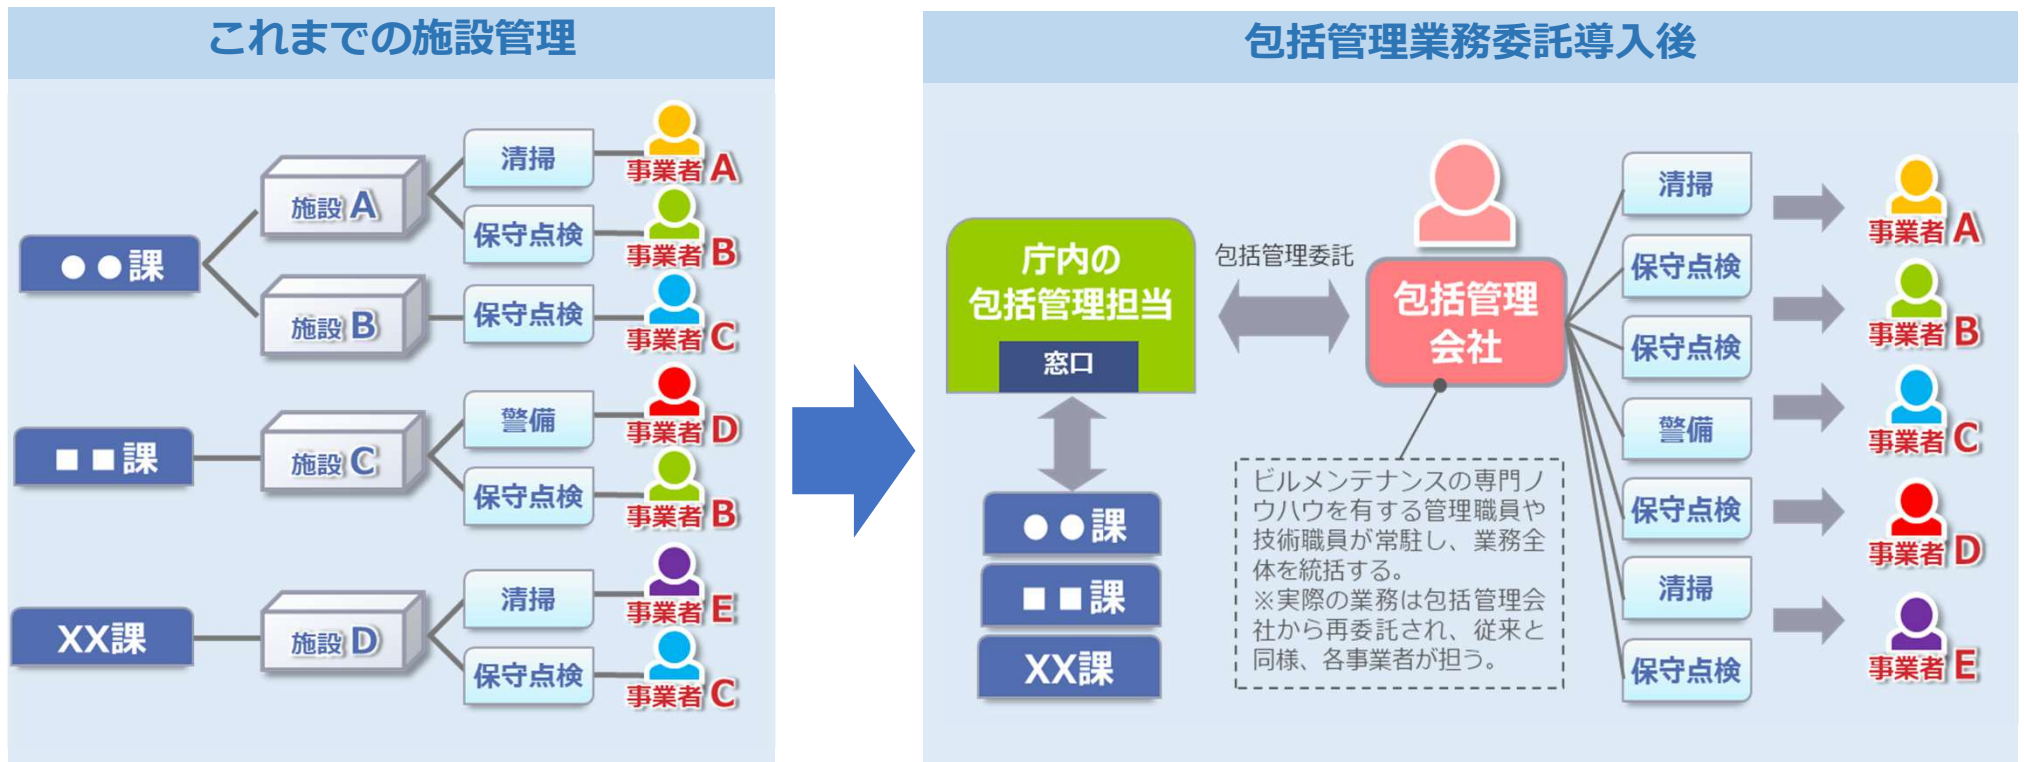 これまでの施設管理
●●課
施設A
清掃
事業者A
保守点検
事業者B
施設B
保守点検
事業者C
■■課
施設C
警備
事業者D
保守点検
事業者B
XX課
施設D
清掃
事業者E
保守点検
事業者C
包括管理業務委託導入後
庁内の
包括管理担当
窓口
●●課
■■課
XX課
包括管理委託
包括管理
会社
ビルメンテナンスの専門ノ
ウハウを有する管理職員や
技術職員が常駐し、業務全
体を統括する。
※実際の業務は包括管理会
社から再委託され、従来と
同様、各事業者が担う。
清掃
保守点検
保守点検
警備
保守点検
清掃
保守点検
事業者A
事業者B
事業者C
事業者D
事業者E